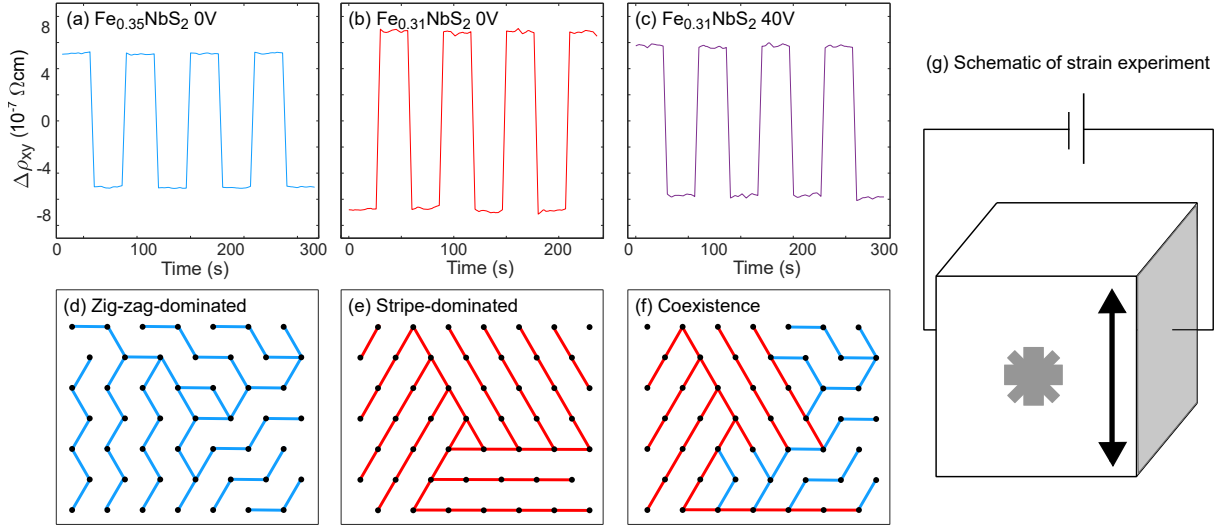 (a) Fe0.35NbS2 0V
(b) Fe0.31NbS2 0V
(c) Fe0.31NbS2 40V
Δρxy (10-7 Ωcm)
8
4
0
-4
-8
0 100 200 300
Time (s)
0 100 200
Time (s)
0 100 200 300
Time (s)
(d) Zig-zag-dominated
(e) Stripe-dominated
(f) Coexistence
(g) Schematic of strain experiment